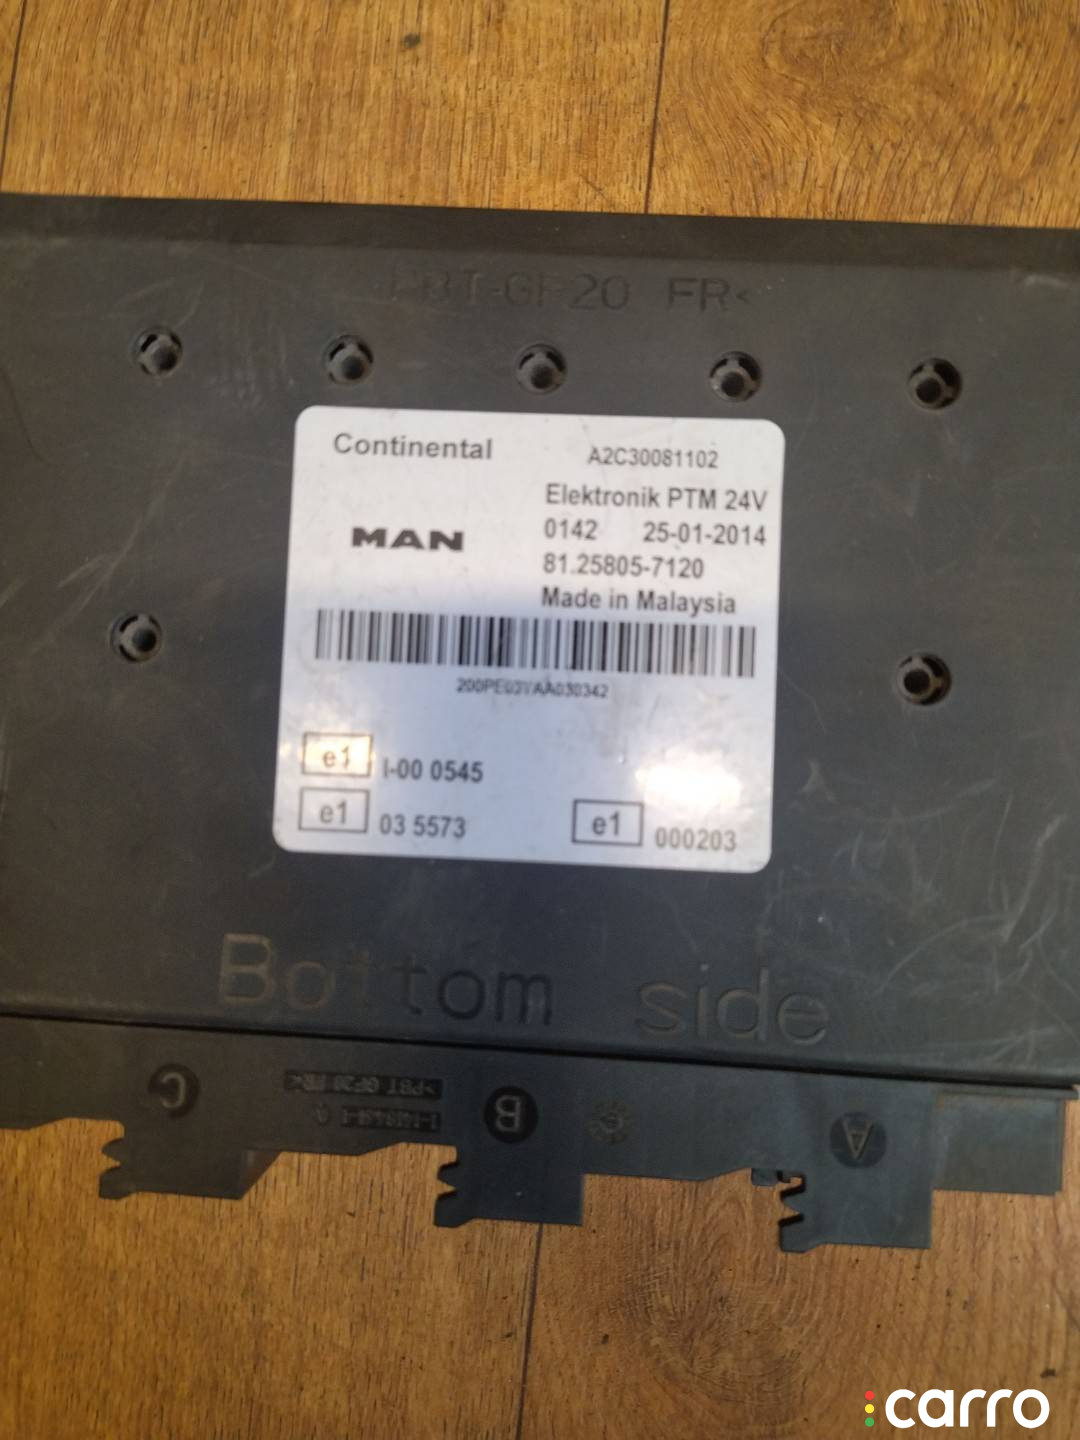 PBT-GF20 FR<
Continental A2C30081102
Elektronik PTM 24V
MAN 0142 25-01-2014
81.25805-7120
Made in Malaysia
200PE03YAA030342
e1 I-00 0545
e1 03 5573 e1 000203
Bottom side
C B A
>PBT GF20 FR<
carro